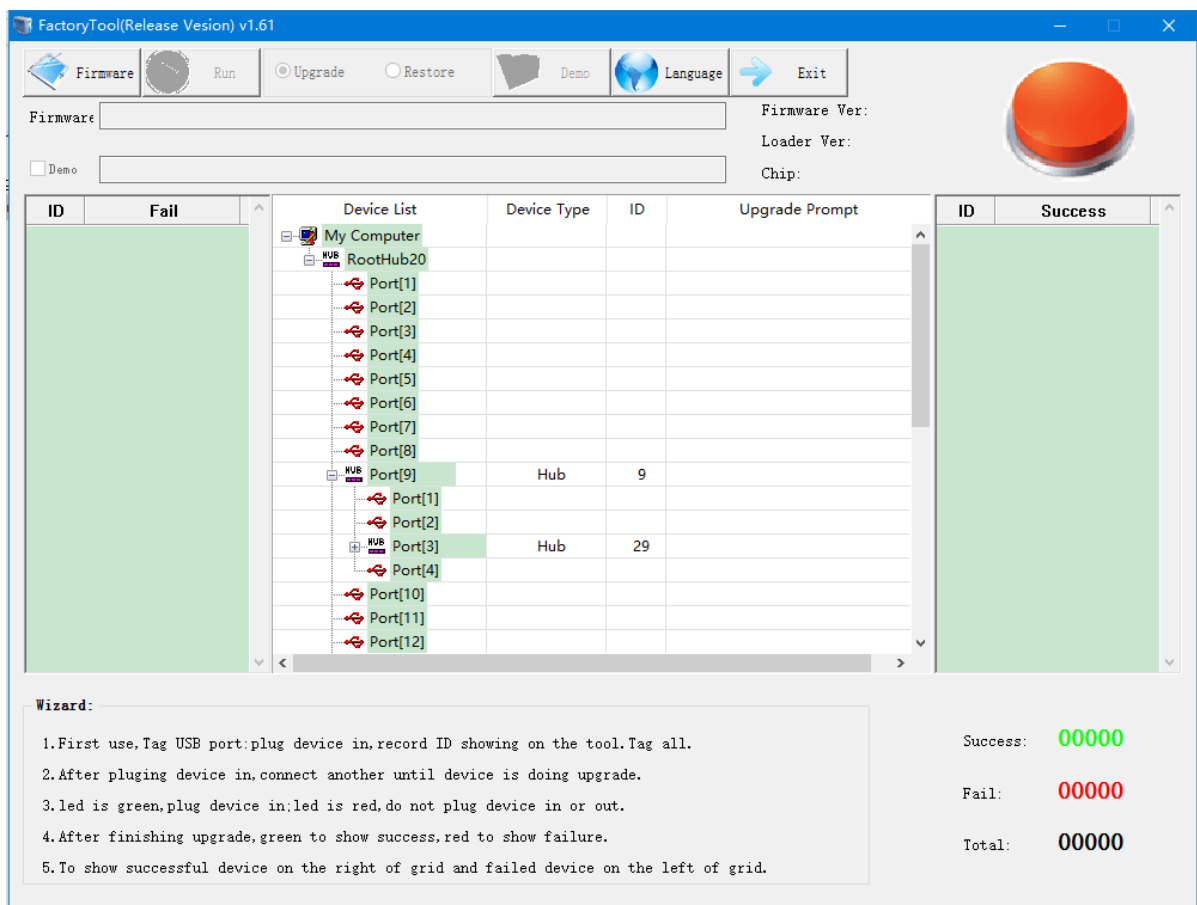 FactoryTool(Release Vesion) v1.61
Firmware Run Upgrade Restore Demo Language Exit
Firmware Firmware Ver:
Loader Ver:
Demo Chip:
ID Fail Device List Device Type ID Upgrade Prompt ID Success
My Computer
HUB RootHub20
Port[1]
Port[2]
Port[3]
Port[4]
Port[5]
Port[6]
Port[7]
Port[8]
HUB Port[9] Hub 9
Port[1]
Port[2]
HUB Port[3] Hub 29
Port[4]
Port[10]
Port[11]
Port[12]
Wizard:
1.First use,Tag USB port:plug device in,record ID showing on the tool.Tag all.
2.After pluging device in,connect another until device is doing upgrade.
3.led is green,plug device in;led is red,do not plug device in or out.
4.After finishing upgrade,green to show success,red to show failure.
5.To show successful device on the right of grid and failed device on the left of grid.
Success: 00000
Fail: 00000
Total: 00000